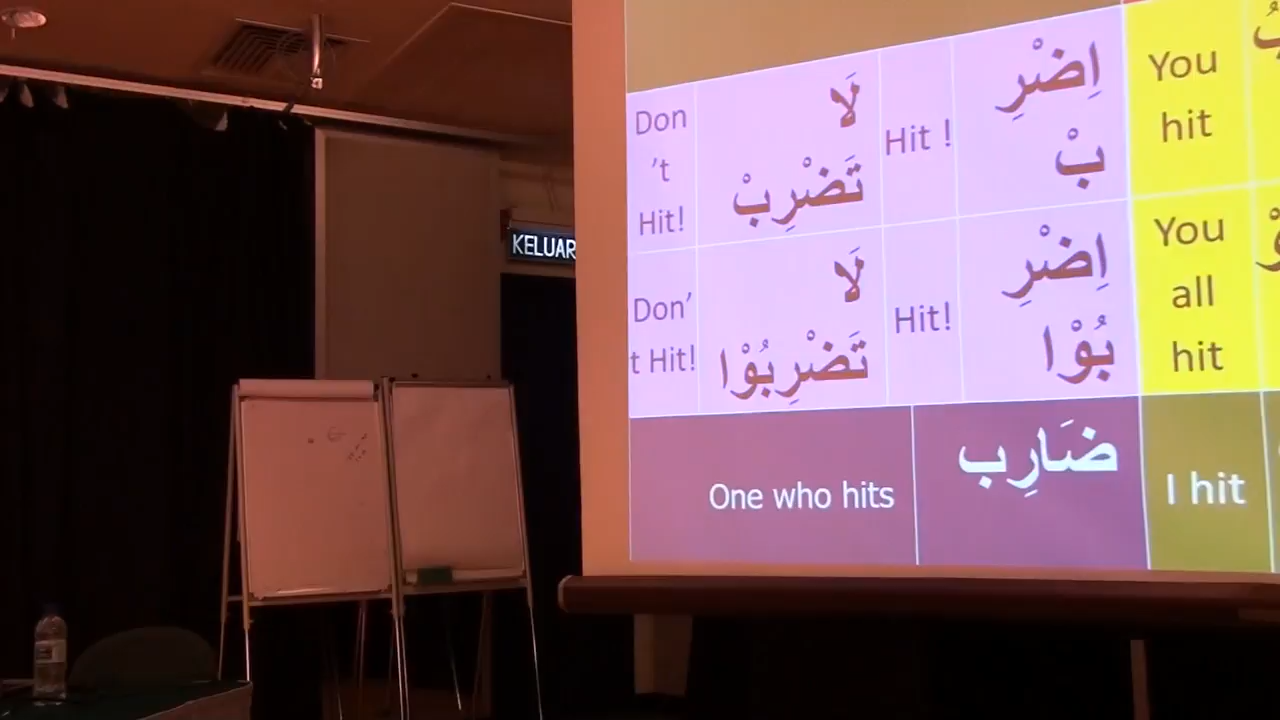 Don
't
Hit!
لَا
تَضْرِبْ
Hit !
اِضْرِ
بْ
You
hit
Don'
t Hit!
لَا
تَضْرِبُوْا
Hit!
اِضْرِ
بُوْا
You
all
hit
One who hits
ضَارِب
I hit
KELUAR